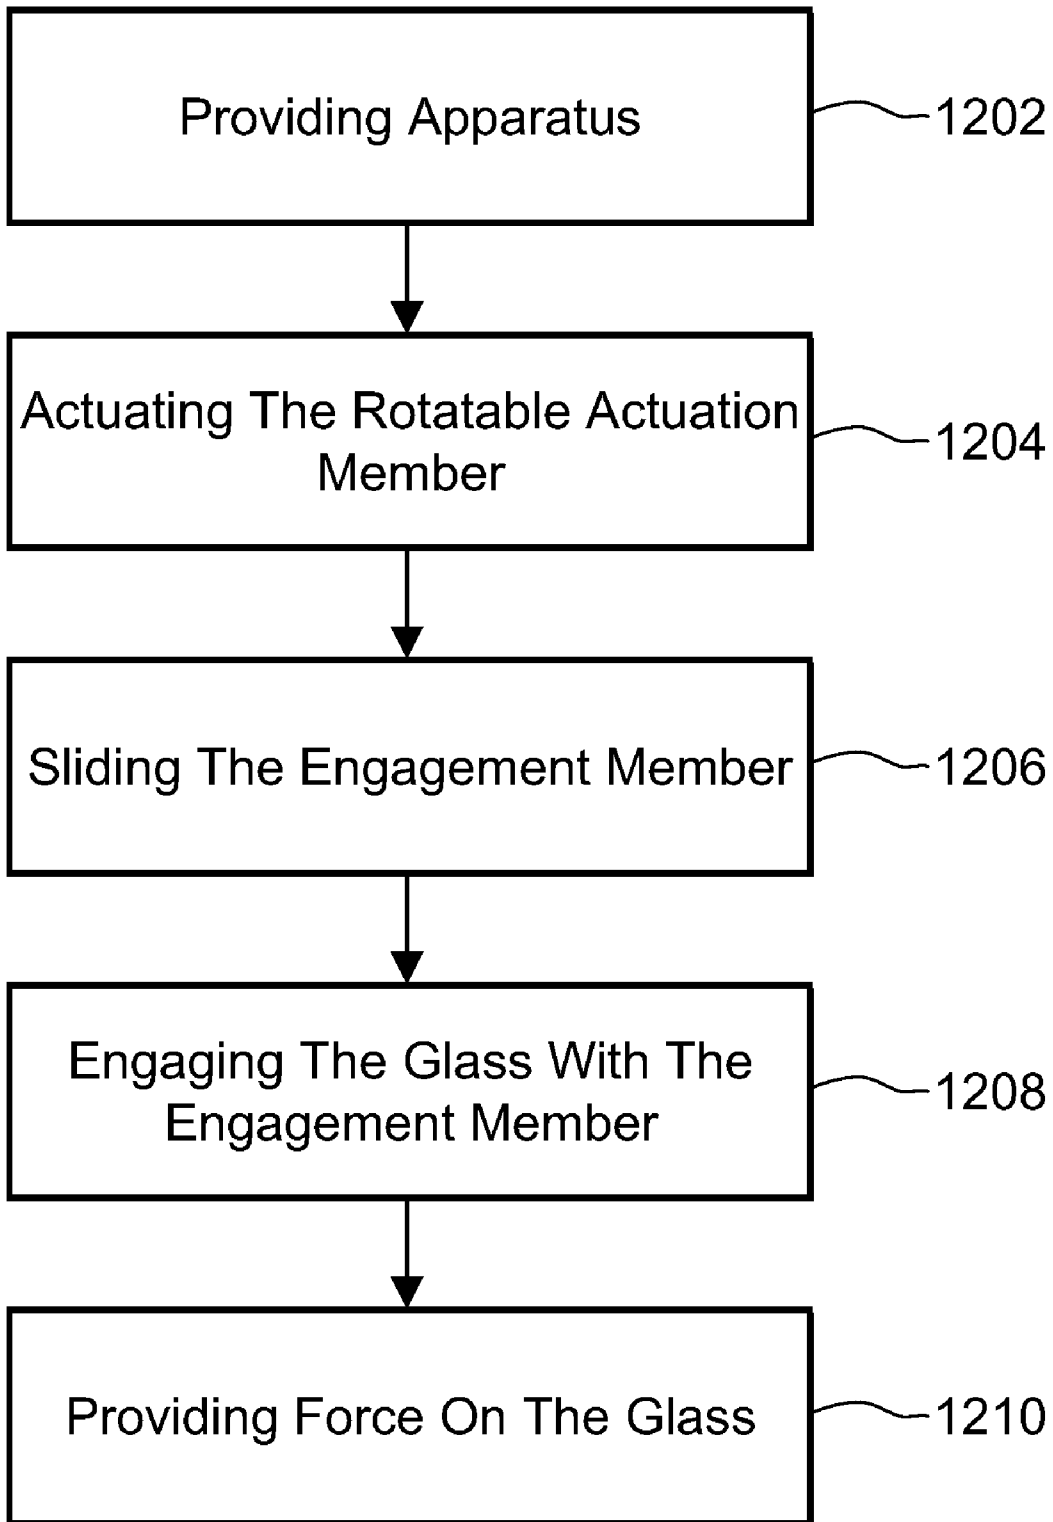 Providing Apparatus
1202
Actuating The Rotatable Actuation
Member
1204
Sliding The Engagement Member
1206
Engaging The Glass With The
Engagement Member
1208
Providing Force On The Glass
1210